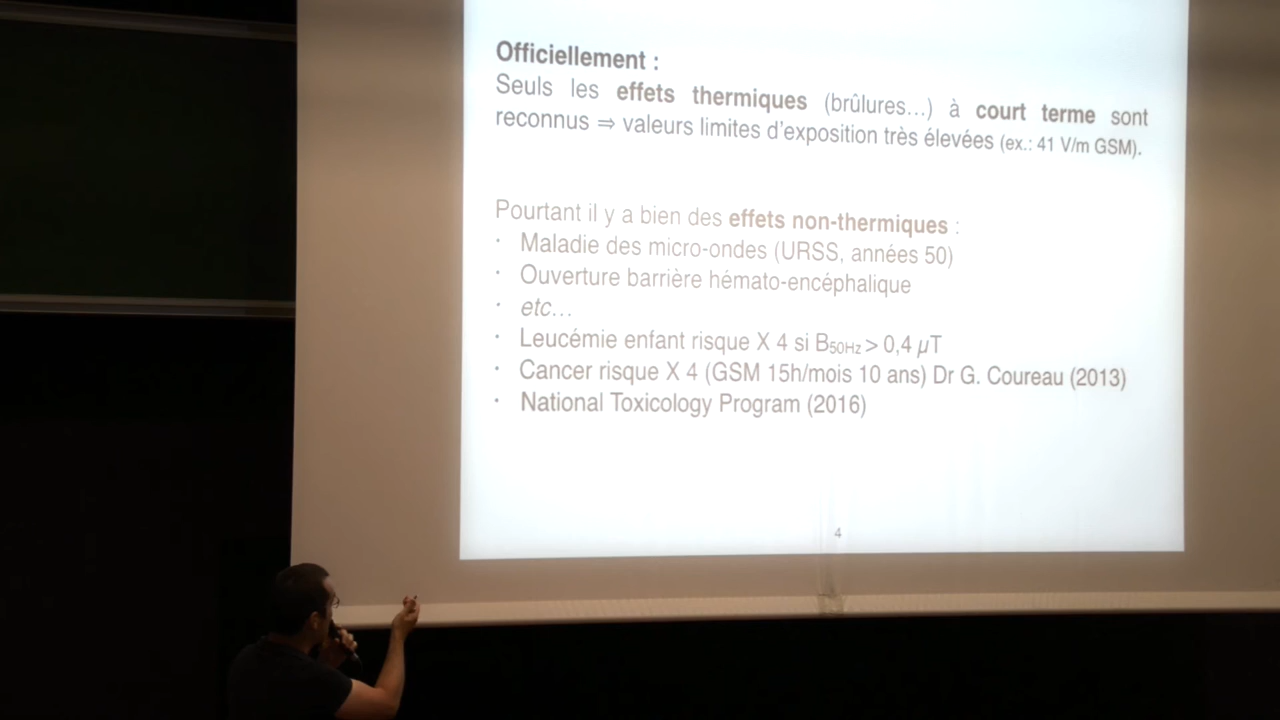 Officiellement :
Seuls les effets thermiques (brûlures...) à court terme sont
reconnus ⇒ valeurs limites d'exposition très élevées (ex.: 41 V/m GSM).
Pourtant il y a bien des effets non-thermiques :
• Maladie des micro-ondes (URSS, années 50)
• Ouverture barrière hémato-encéphalique
• etc...
• Leucémie enfant risque X 4 si B50Hz > 0,4 µT
• Cancer risque X 4 (GSM 15h/mois 10 ans) Dr G. Coureau (2013)
• National Toxicology Program (2016)
4